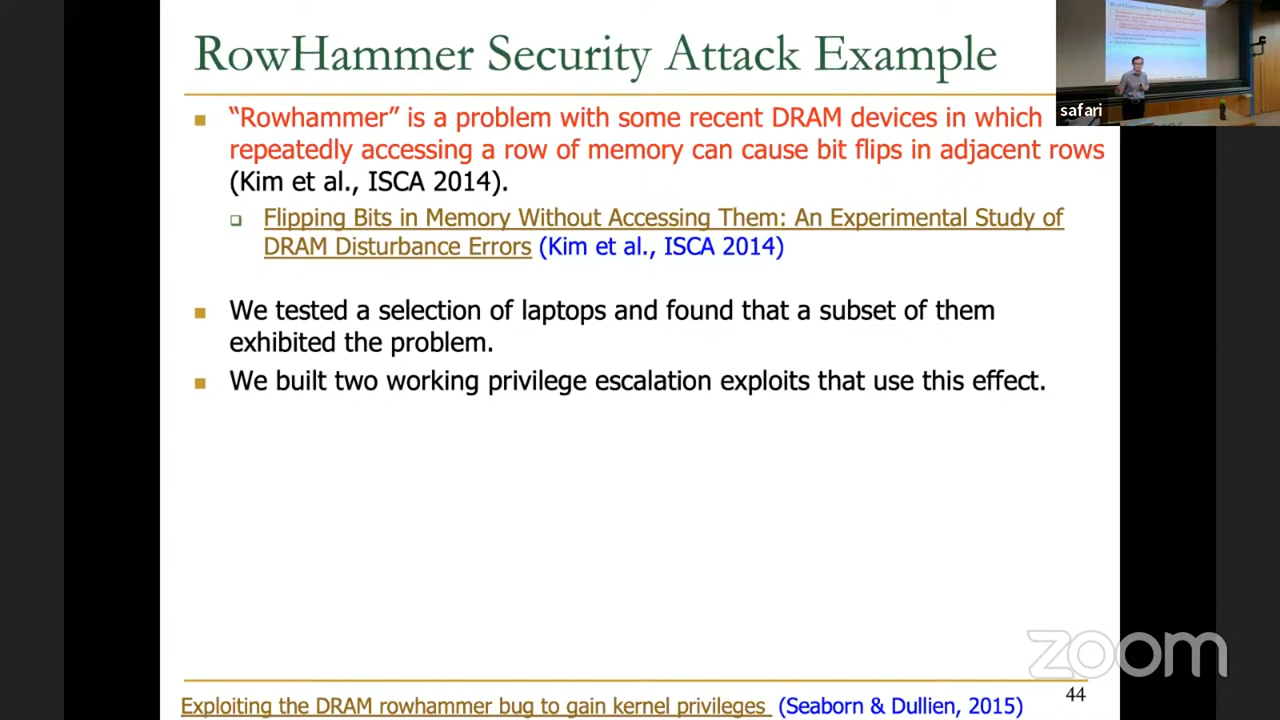 RowHammer Security Attack Example
safari
“Rowhammer” is a problem with some recent DRAM devices in which
repeatedly accessing a row of memory can cause bit flips in adjacent rows
(Kim et al., ISCA 2014).
Flipping Bits in Memory Without Accessing Them: An Experimental Study of
DRAM Disturbance Errors (Kim et al., ISCA 2014)
We tested a selection of laptops and found that a subset of them
exhibited the problem.
We built two working privilege escalation exploits that use this effect.
zoom
44
Exploiting the DRAM rowhammer bug to gain kernel privileges (Seaborn & Dullien, 2015)